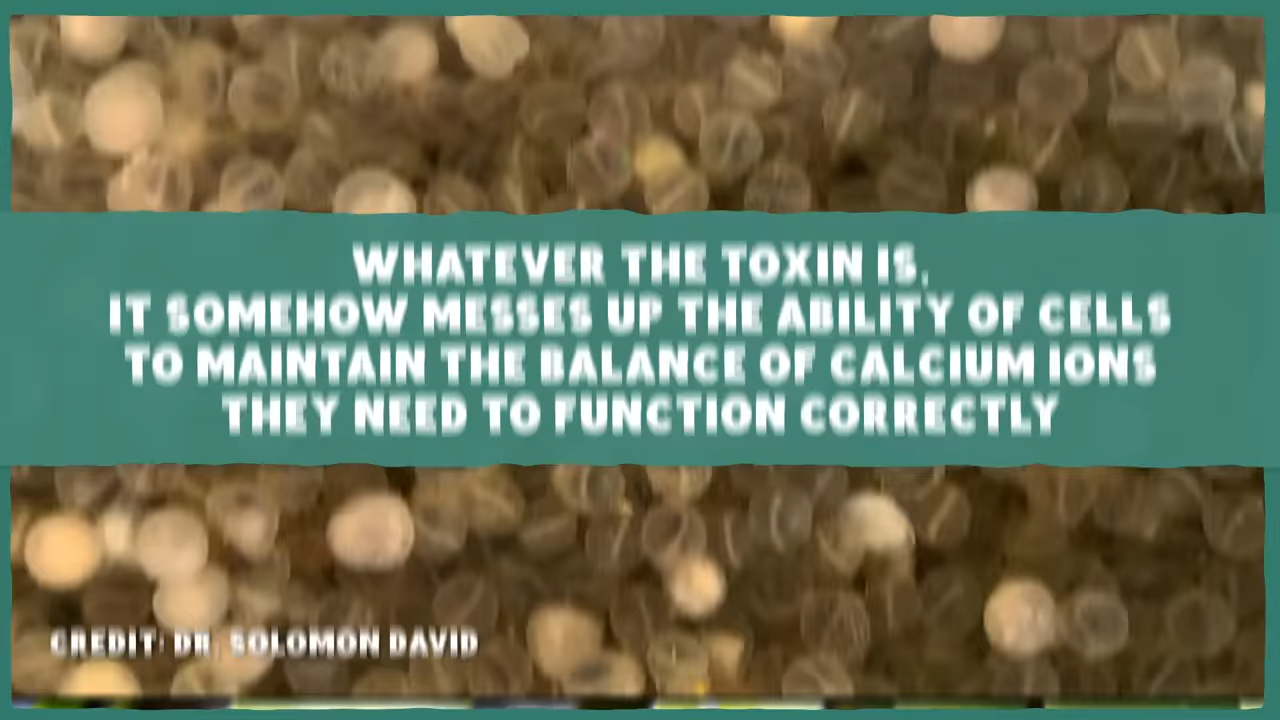 WHATEVER THE TOXIN IS,
IT SOMEHOW MESSES UP THE ABILITY OF CELLS
TO MAINTAIN THE BALANCE OF CALCIUM IONS
THEY NEED TO FUNCTION CORRECTLY
CREDIT: DR. SOLOMON DAVID